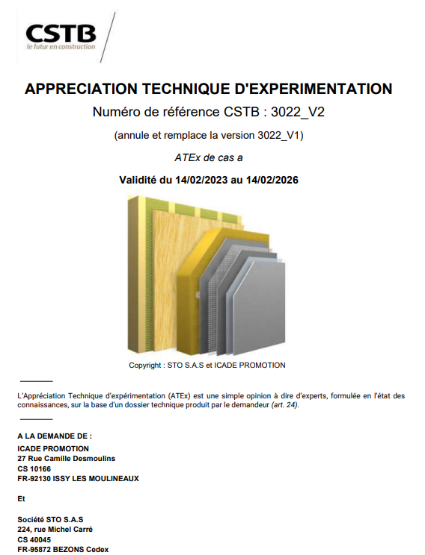 CSTB
le futur en construction
APPRECIATION TECHNIQUE D'EXPERIMENTATION
Numéro de référence CSTB : 3022_V2
(annule et remplace la version 3022_V1)
ATEx de cas a
Validité du 14/02/2023 au 14/02/2026
Copyright : STO S.A.S et ICADE PROMOTION
L'Appréciation Technique d'expérimentation (ATEx) est une simple opinion à dire d'experts, formulée en l'état des
connaissances, sur la base d'un dossier technique produit par le demandeur (art. 24).
A LA DEMANDE DE :
ICADE PROMOTION
27 Rue Camille Desmoulins
CS 10166
FR-92130 ISSY LES MOULINEAUX
Et
Société STO S.A.S
224, rue Michel Carré
CS 40045
FR-95872 BEZONS Cedex